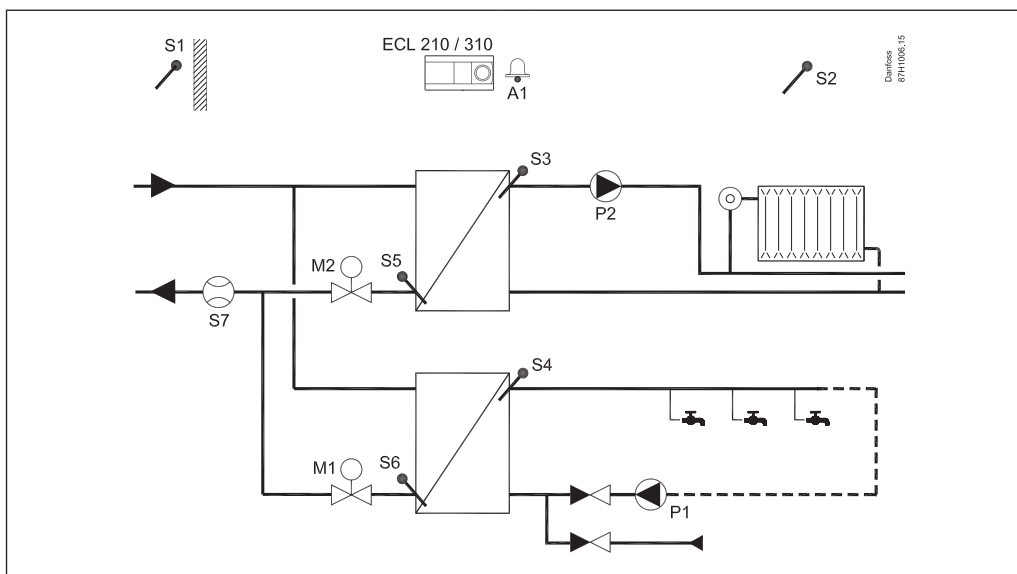 S1
ECL 210 / 310
A1
S2
Danfoss
87H1006.15
S3
P2
M2
S5
S7
S4
M1
S6
P1